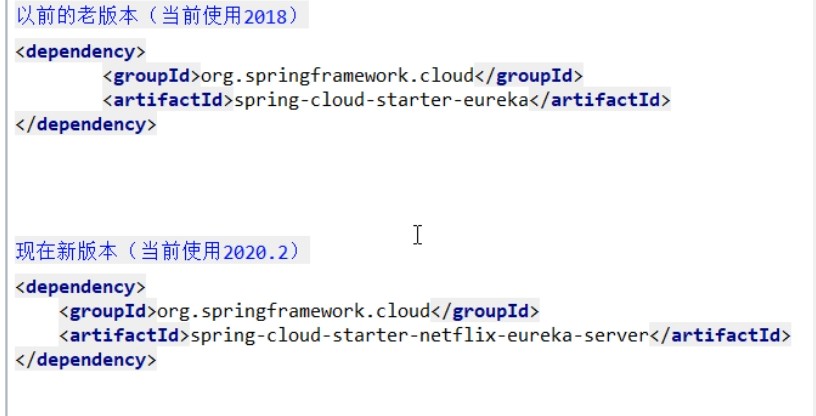 以前的老版本（当前使用2018）
<dependency>
<groupId>org.springframework.cloud</groupId>
<artifactId>spring-cloud-starter-eureka</artifactId>
</dependency>
现在新版本（当前使用2020.2）
<dependency>
<groupId>org.springframework.cloud</groupId>
<artifactId>spring-cloud-starter-netflix-eureka-server</artifactId>
</dependency>